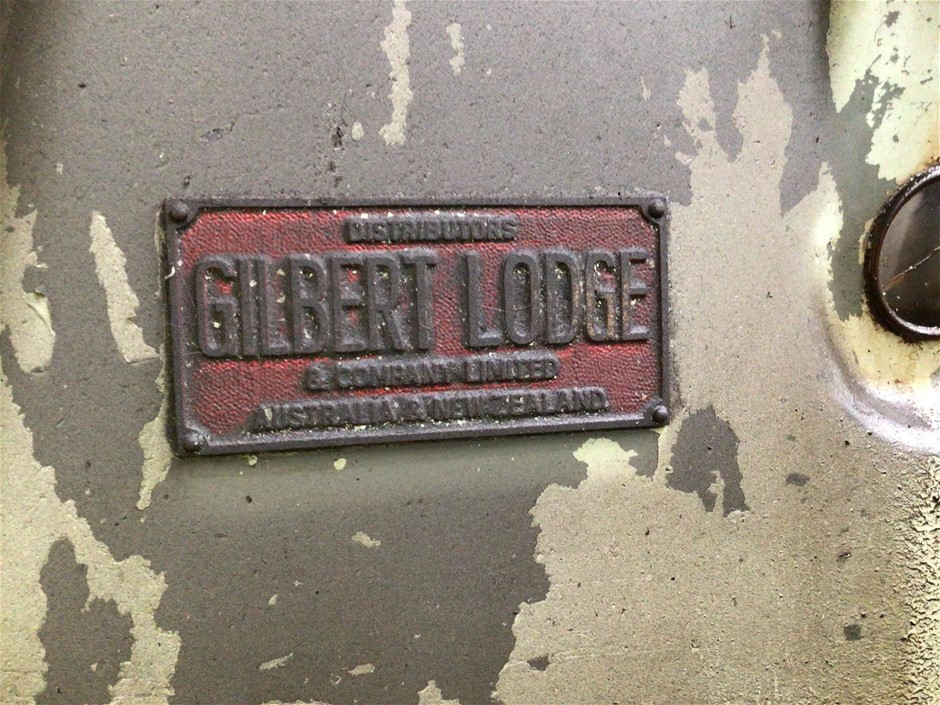 DISTRIBUTORS
GILBERT LODGE
& COMPANY LIMITED
AUSTRALIA & NEW ZEALAND